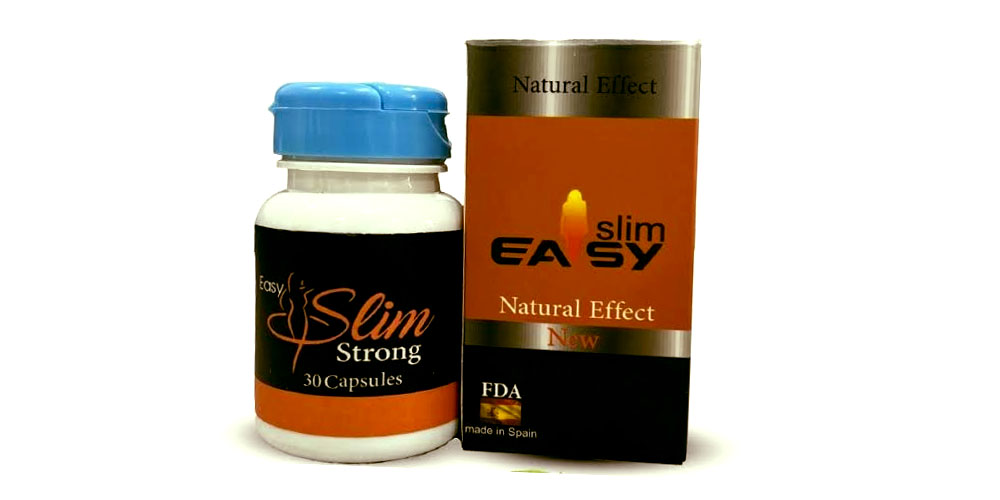 Easy
Slim
Strong
30 Capsules
Natural Effect
slim
EASY
Natural Effect
New
FDA
made in Spain